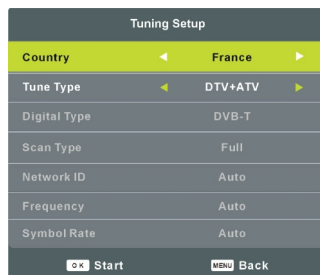 Tuning Setup
Country France
Tune Type DTV+ATV
Digital Type DVB-T
Scan Type Full
Network ID Auto
Frequency Auto
Symbol Rate Auto
OK Start MENU Back